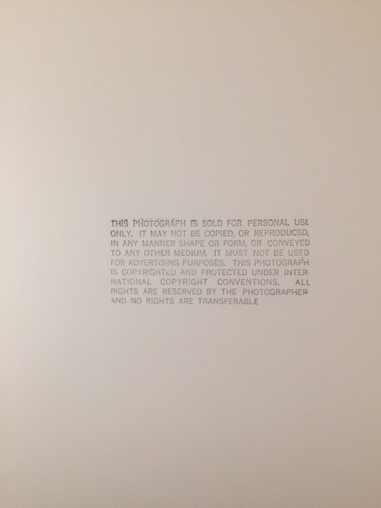 THIS PHOTOGRAPH IS SOLD FOR PERSONAL USE
ONLY. IT MAY NOT BE COPIED, OR REPRODUCED,
IN ANY MANNER SHAPE OR FORM, OR CONVEYED
TO ANY OTHER MEDIUM. IT MUST NOT BE USED
FOR ADVERTISING PURPOSES. THIS PHOTOGRAPH
IS COPYRIGHTED AND PROTECTED UNDER INTER
NATIONAL COPYRIGHT CONVENTIONS. ALL
RIGHTS ARE RESERVED BY THE PHOTOGRAPHER
AND NO RIGHTS ARE TRANSFERABLE